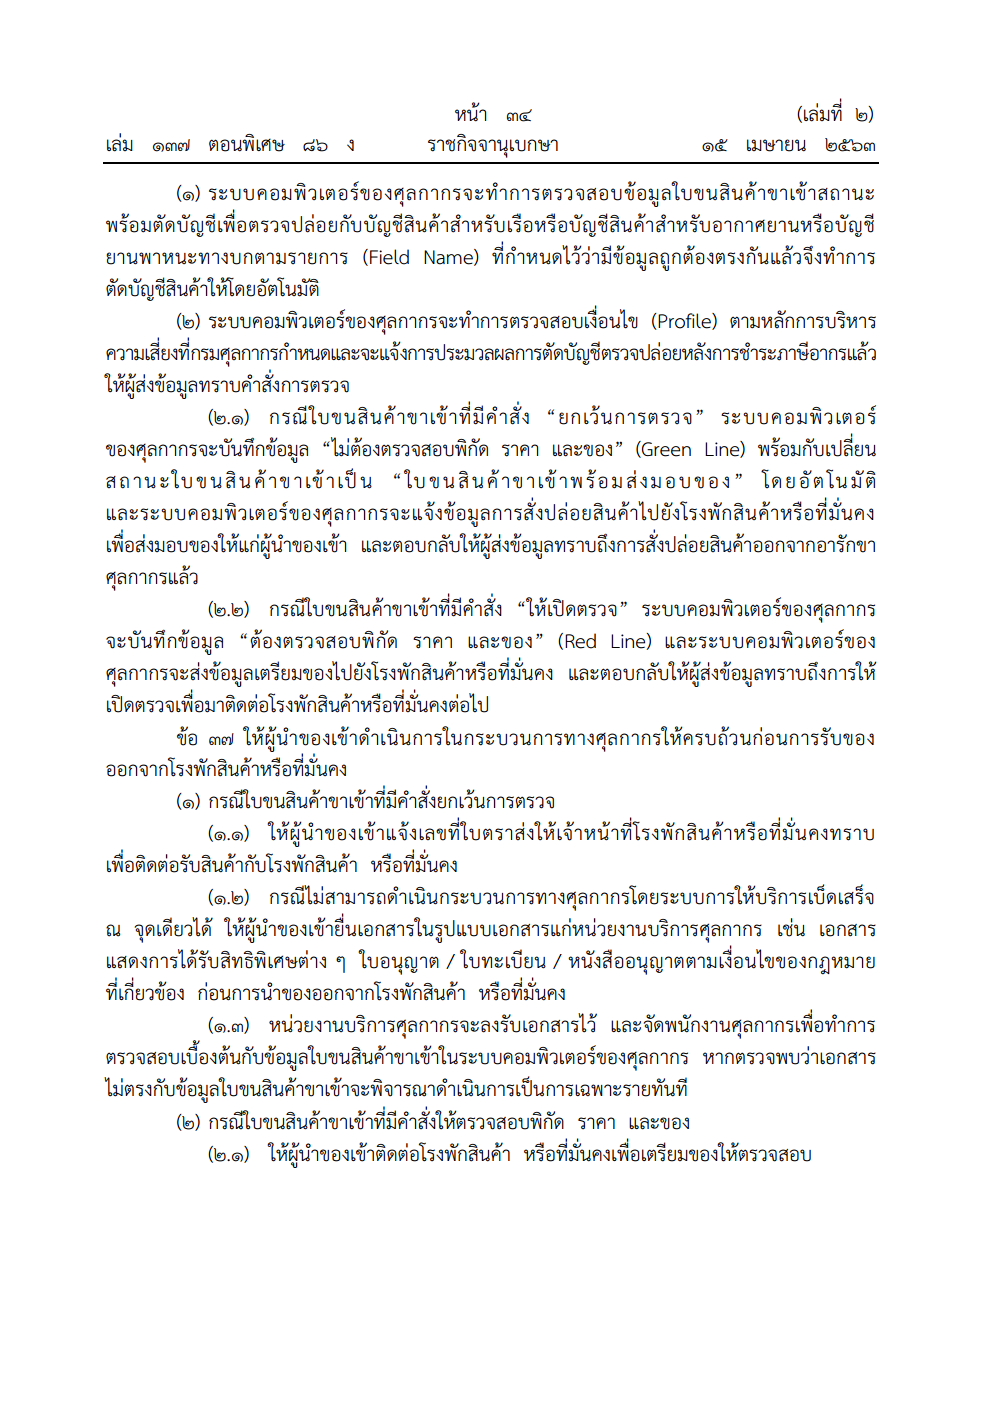 หน้า ๓๔
(เล่มที่ ๒)
เล่ม ๑๓๗ ตอนพิเศษ ๘๖ ง ราชกิจจานุเบกษา ๑๕ เมษายน ๒๕๖๓
(๑) ระบบคอมพิวเตอร์ของศุลกากรจะทำการตรวจสอบข้อมูลใบขนสินค้าขาเข้าสถานะ
พร้อมตัดบัญชีเพื่อตรวจปล่อยกับบัญชีสินค้าสำหรับเรือหรือบัญชีสินค้าสำหรับอากาศยานหรือบัญชี
ยานพาหนะทางบกตามรายการ (Field Name) ที่กำหนดไว้ว่ามีข้อมูลถูกต้องตรงกันแล้วจึงทำการ
ตัดบัญชีสินค้าให้โดยอัตโนมัติ
(๒) ระบบคอมพิวเตอร์ของศุลกากรจะทำการตรวจสอบเงื่อนไข (Profile) ตามหลักการบริหาร
ความเสี่ยงที่กรมศุลกากรกำหนดและจะแจ้งการประมวลผลการตัดบัญชีตรวจปล่อยหลังการชำระภาษีอากรแล้ว
ให้ผู้ส่งข้อมูลทราบคำสั่งการตรวจ
(๒.๑) กรณีใบขนสินค้าขาเข้าที่มีคำสั่ง “ยกเว้นการตรวจ” ระบบคอมพิวเตอร์
ของศุลกากรจะบันทึกข้อมูล “ไม่ต้องตรวจสอบพิกัด ราคา และของ” (Green Line) พร้อมกับเปลี่ยน
สถานะใบขนสินค้าขาเข้าเป็น “ใบขนสินค้าขาเข้าพร้อมส่งมอบของ” โดยอัตโนมัติ
และระบบคอมพิวเตอร์ของศุลกากรจะแจ้งข้อมูลการสั่งปล่อยสินค้าไปยังโรงพักสินค้าหรือที่มั่นคง
เพื่อส่งมอบของให้แก่ผู้นำของเข้า และตอบกลับให้ผู้ส่งข้อมูลทราบถึงการสั่งปล่อยสินค้าออกจากอารักขา
ศุลกากรแล้ว
(๒.๒) กรณีใบขนสินค้าขาเข้าที่มีคำสั่ง “ให้เปิดตรวจ” ระบบคอมพิวเตอร์ของศุลกากร
จะบันทึกข้อมูล “ต้องตรวจสอบพิกัด ราคา และของ” (Red Line) และระบบคอมพิวเตอร์ของ
ศุลกากรจะส่งข้อมูลเตรียมของไปยังโรงพักสินค้าหรือที่มั่นคง และตอบกลับให้ผู้ส่งข้อมูลทราบถึงการให้
เปิดตรวจเพื่อมาติดต่อโรงพักสินค้าหรือที่มั่นคงต่อไป
ข้อ ๓๗ ให้ผู้นำของเข้าดำเนินการในกระบวนการทางศุลกากรให้ครบถ้วนก่อนการรับของ
ออกจากโรงพักสินค้าหรือที่มั่นคง
(๑) กรณีใบขนสินค้าขาเข้าที่มีคำสั่งยกเว้นการตรวจ
(๑.๑) ให้ผู้นำของเข้าแจ้งเลขที่ใบตราส่งให้เจ้าหน้าที่โรงพักสินค้าหรือที่มั่นคงทราบ
เพื่อติดต่อรับสินค้ากับโรงพักสินค้า หรือที่มั่นคง
(๑.๒) กรณีไม่สามารถดำเนินกระบวนการทางศุลกากรโดยระบบการให้บริการเบ็ดเสร็จ
ณ จุดเดียวได้ ให้ผู้นำของเข้ายื่นเอกสารในรูปแบบเอกสารแก่หน่วยงานบริการศุลกากร เช่น เอกสาร
แสดงการได้รับสิทธิพิเศษต่าง ๆ ใบอนุญาต / ใบทะเบียน / หนังสืออนุญาตตามเงื่อนไขของกฎหมาย
ที่เกี่ยวข้อง ก่อนการนำของออกจากโรงพักสินค้า หรือที่มั่นคง
(๑.๓) หน่วยงานบริการศุลกากรจะลงรับเอกสารไว้ และจัดพนักงานศุลกากรเพื่อทำการ
ตรวจสอบเบื้องต้นกับข้อมูลใบขนสินค้าขาเข้าในระบบคอมพิวเตอร์ของศุลกากร หากตรวจพบว่าเอกสาร
ไม่ตรงกับข้อมูลใบขนสินค้าขาเข้าจะพิจารณาดำเนินการเป็นการเฉพาะรายทันที
(๒) กรณีใบขนสินค้าขาเข้าที่มีคำสั่งให้ตรวจสอบพิกัด ราคา และของ
(๒.๑) ให้ผู้นำของเข้าติดต่อโรงพักสินค้า หรือที่มั่นคงเพื่อเตรียมของให้ตรวจสอบ